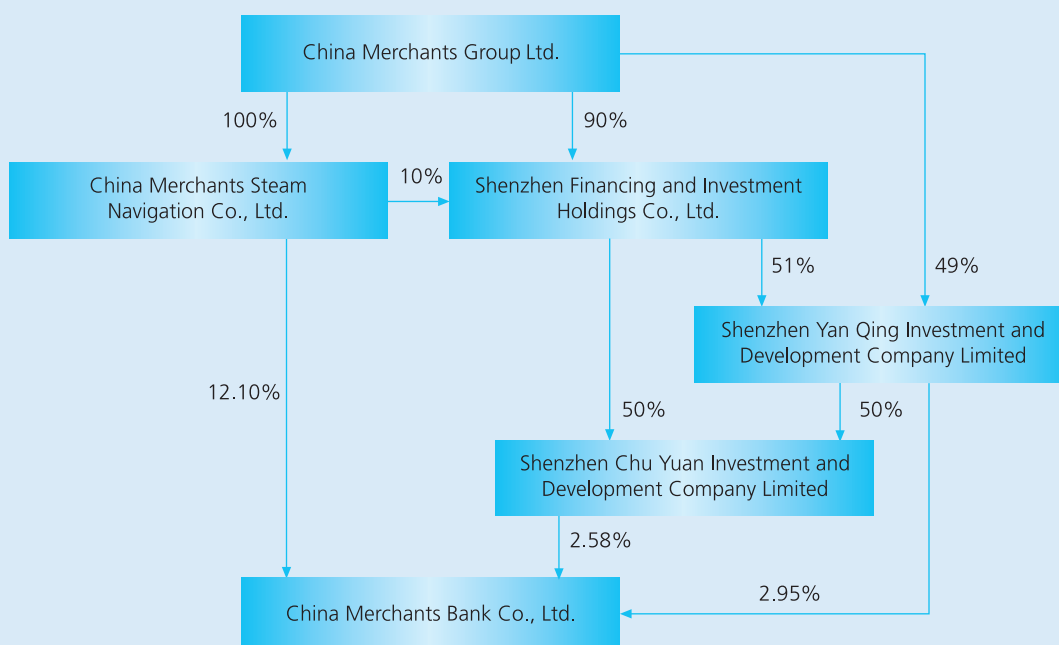 China Merchants Group Ltd.
100%
90%
China Merchants Steam
Navigation Co., Ltd.
10%
Shenzhen Financing and Investment
Holdings Co., Ltd.
51%
49%
Shenzhen Yan Qing Investment and
Development Company Limited
12.10%
50%
50%
Shenzhen Chu Yuan Investment and
Development Company Limited
2.58%
2.95%
China Merchants Bank Co., Ltd.